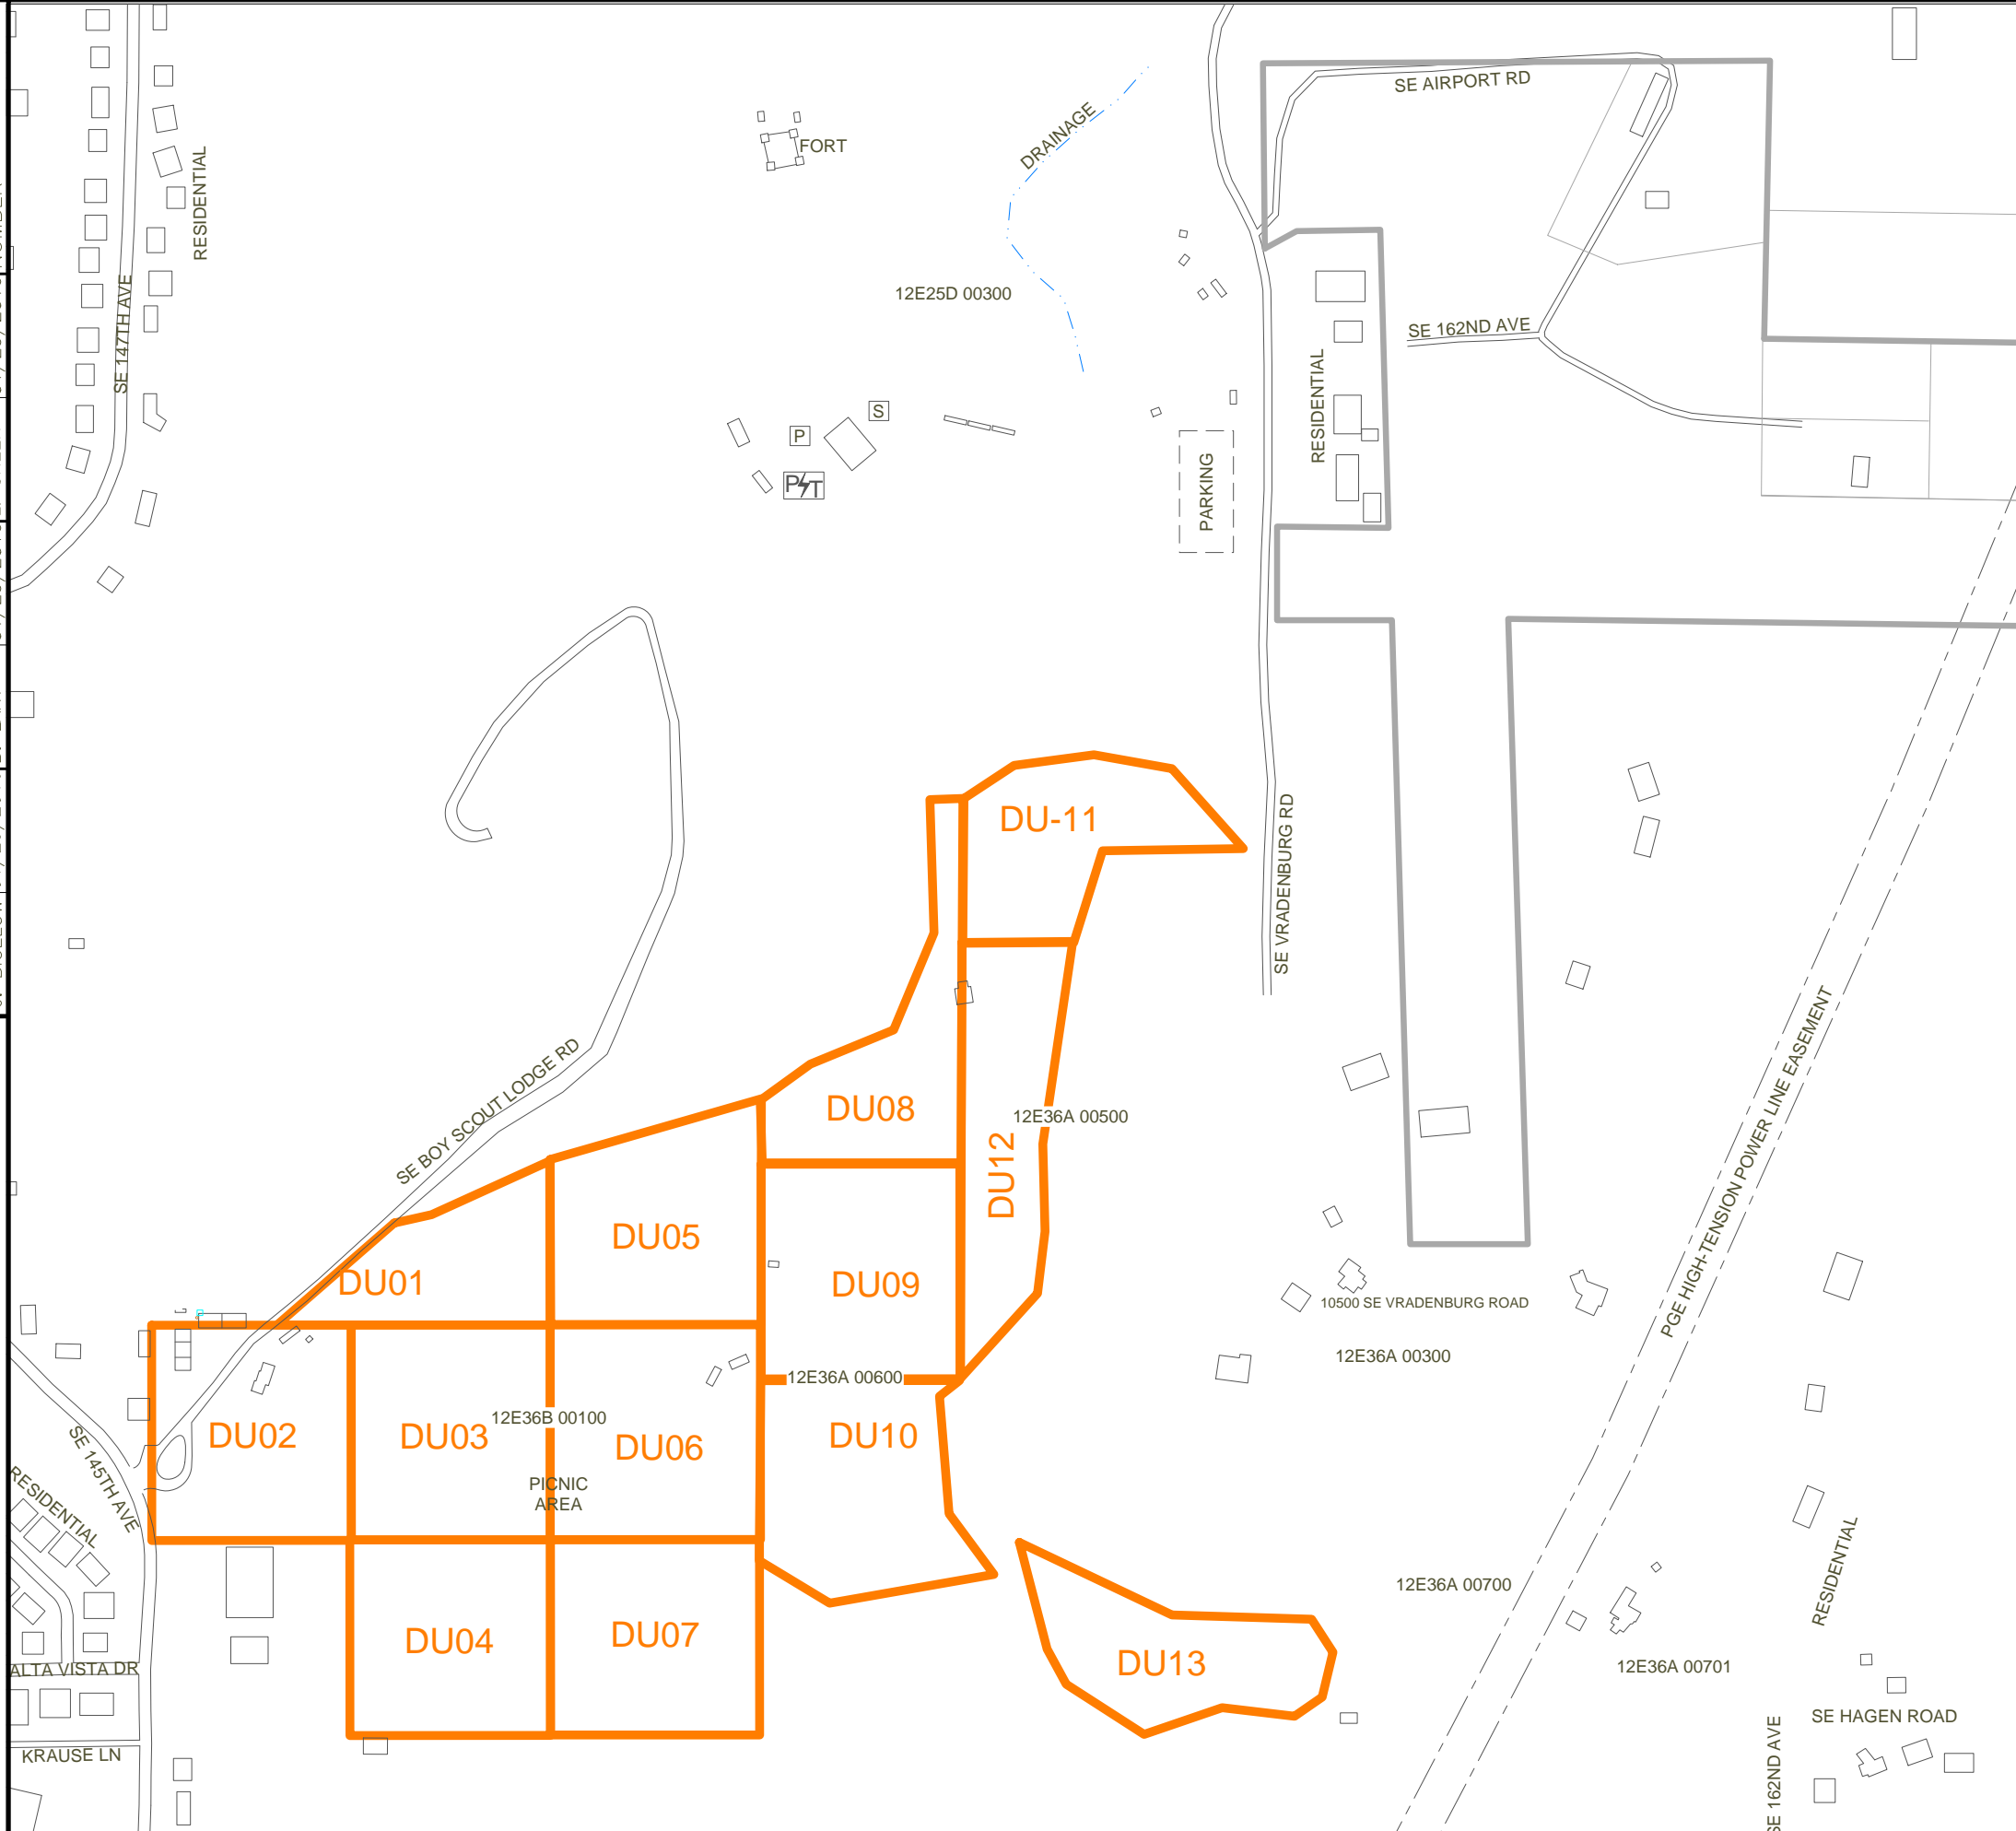 SE AIRPORT RD
DRAINAGE
FORT
RESIDENTIAL
12E25D 00300
SE 147TH AVE
SE 162ND AVE
RESIDENTIAL
S
P
PT
PARKING
DU-11
SE VRADENBURG RD
SE BOY SCOUT LODGE RD
DU08
12E36A 00500
DU12
PGE HIGH-TENSION POWER LINE EASEMENT
DU05
DU01
DU09
10500 SE VRADENBURG ROAD
12E36A 00300
12E36A 00600
12E36B 00100
DU02
DU03
DU06
DU10
SE 145TH AVE
RESIDENTIAL
PICNIC
AREA
12E36A 00700
RESIDENTIAL
DU04
DU07
DU13
12E36A 00701
ALTA VISTA DR
SE HAGEN ROAD
KRAUSE LN
SE 162ND AVE